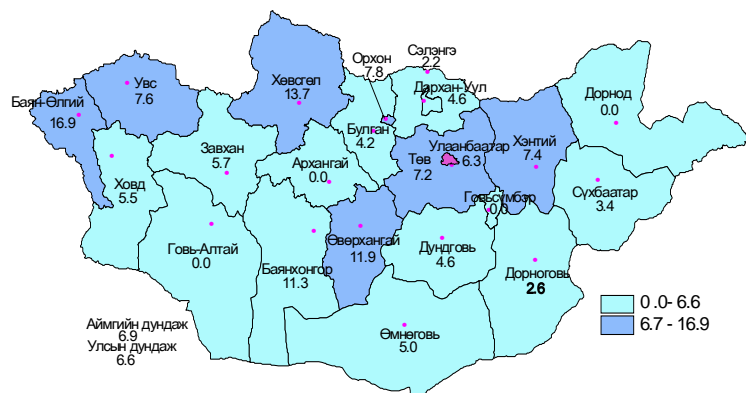 Сэлэнгэ
2.2
Орхон
7.8
Дархан-Уул
4.6
Хөвсгөл
13.7
Увс
7.6
Баян-Өлгий
16.9
Дорнод
0.0
Булган
4.2
Завхан
5.7
Архангай
0.0
Төв
7.2
Улаанбаатар
6.3
Хэнтий
7.4
Ховд
5.5
Сүхбаатар
3.4
Говьсүмбэр
0.0
Говь-Алтай
0.0
Баянхонгор
11.3
Өвөрхангай
11.9
Дундговь
4.6
Дорноговь
2.6
Өмнөговь
5.0
0 .0- 6.6
6.7 - 16.9
Аймгийн дундаж
6.9
Улсын дундаж
6.6